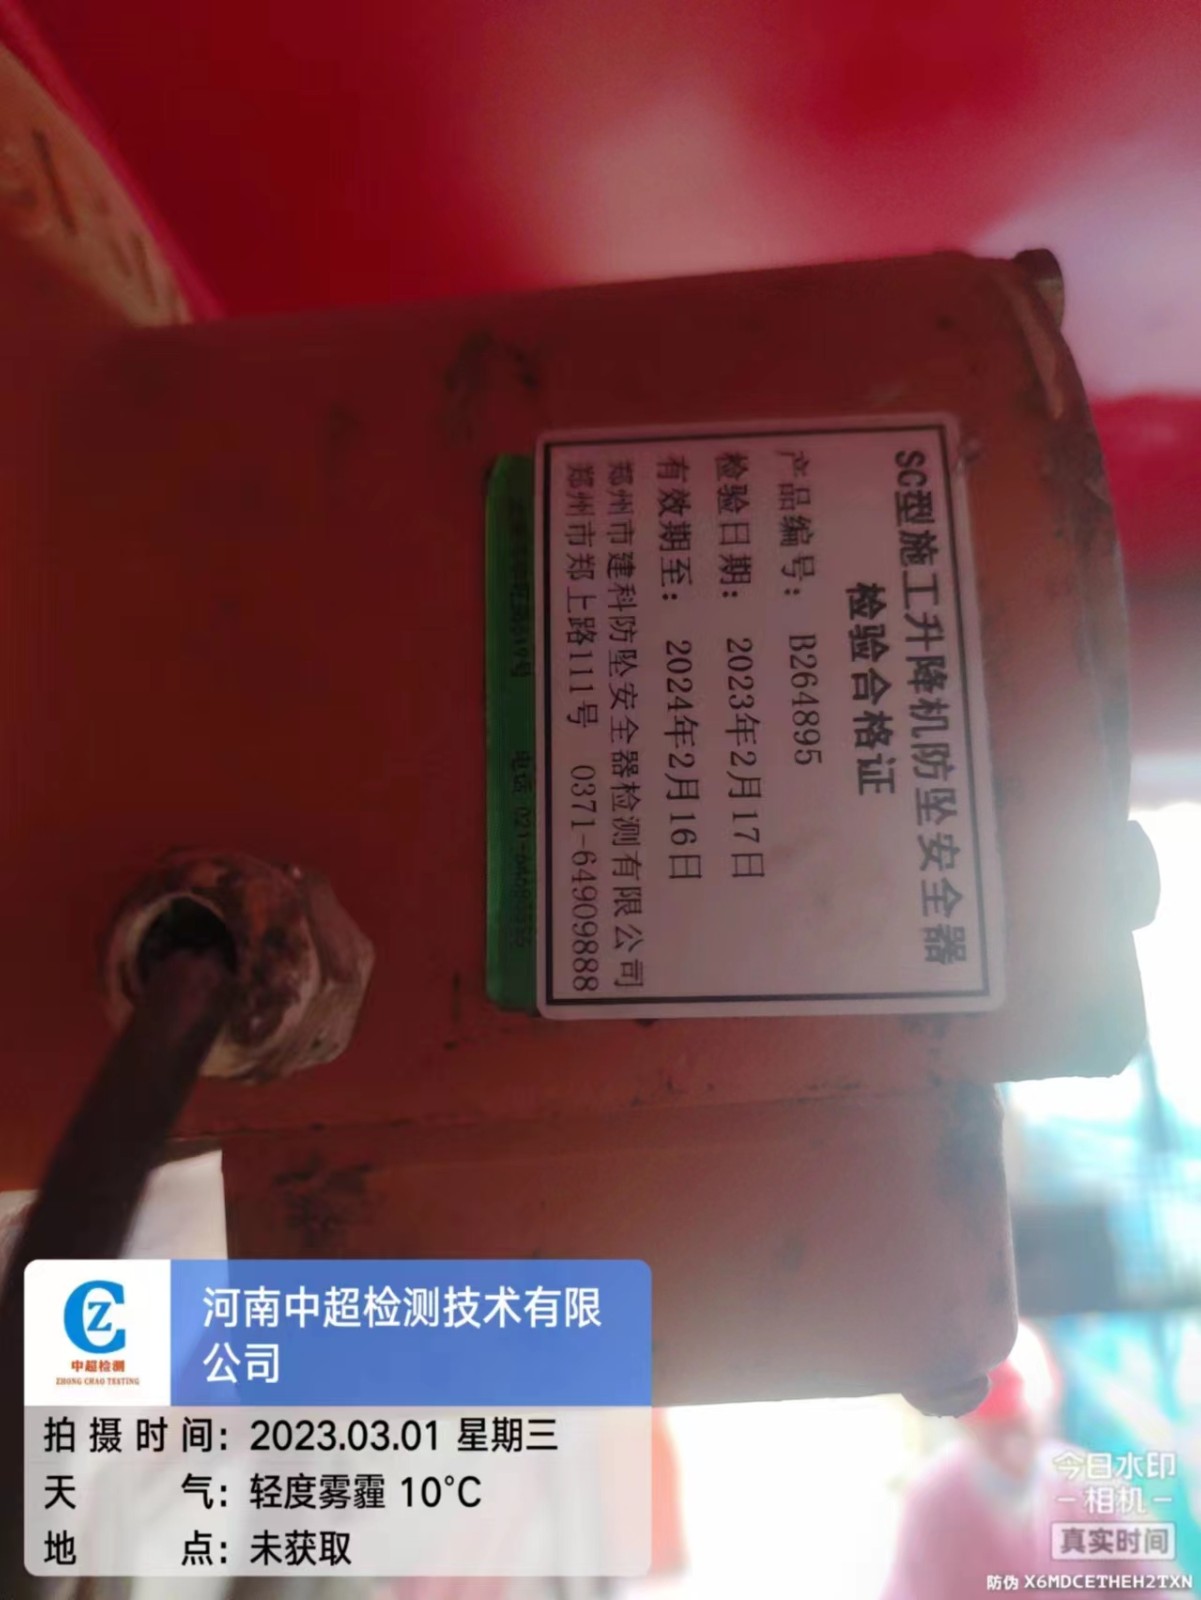 SC型施工升降机防坠安全器
检验合格证
产品编号： B264895
检验日期： 2023年2月17日
有效期至： 2024年2月16日
郑州市建科防坠安全器检测有限公司
郑州市郑上路111号 0371-64909888
电话
中超检测
ZHONG CHAO TESTING
河南中超检测技术有限
公司
拍摄时间：2023.03.01 星期三
天气：轻度雾霾 10℃
地点：未获取
今日水印
-相机-
真实时间
防伪 X6MDCETHEH2TXN